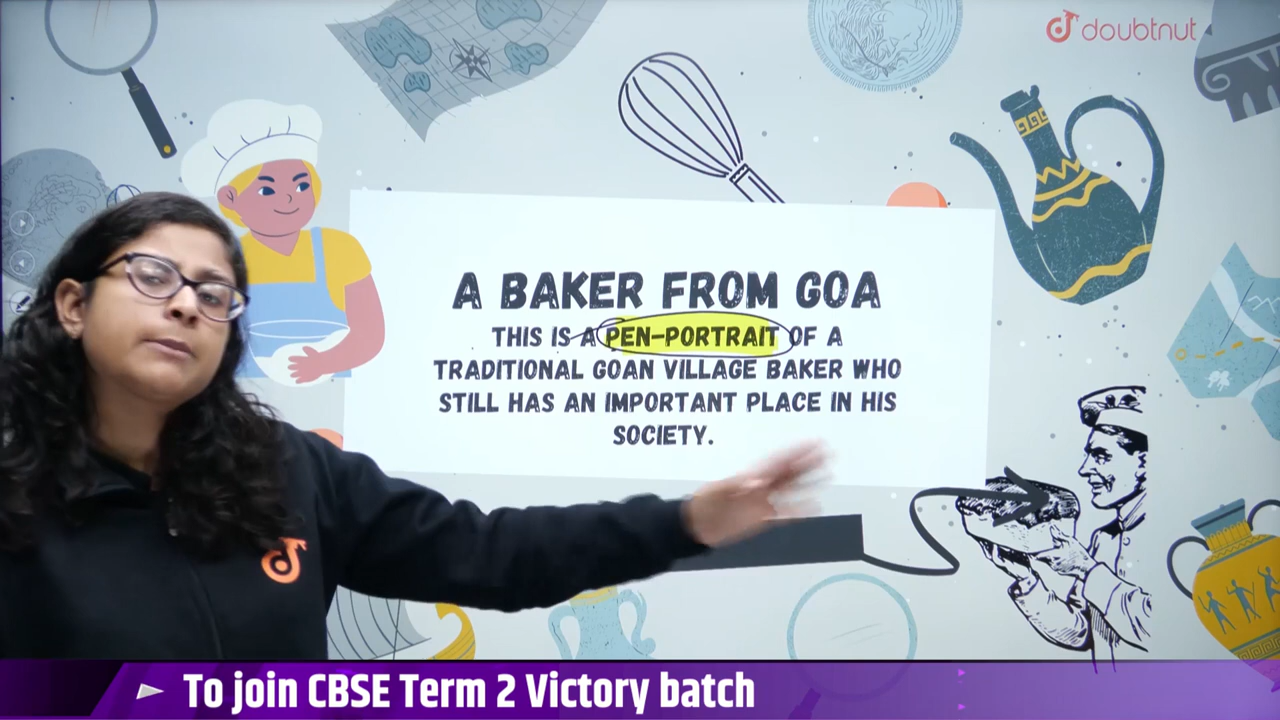 doubtnut
A BAKER FROM GOA
THIS IS A PEN-PORTRAIT OF A
TRADITIONAL GOAN VILLAGE BAKER WHO
STILL HAS AN IMPORTANT PLACE IN HIS
SOCIETY.
To join CBSE Term 2 Victory batch